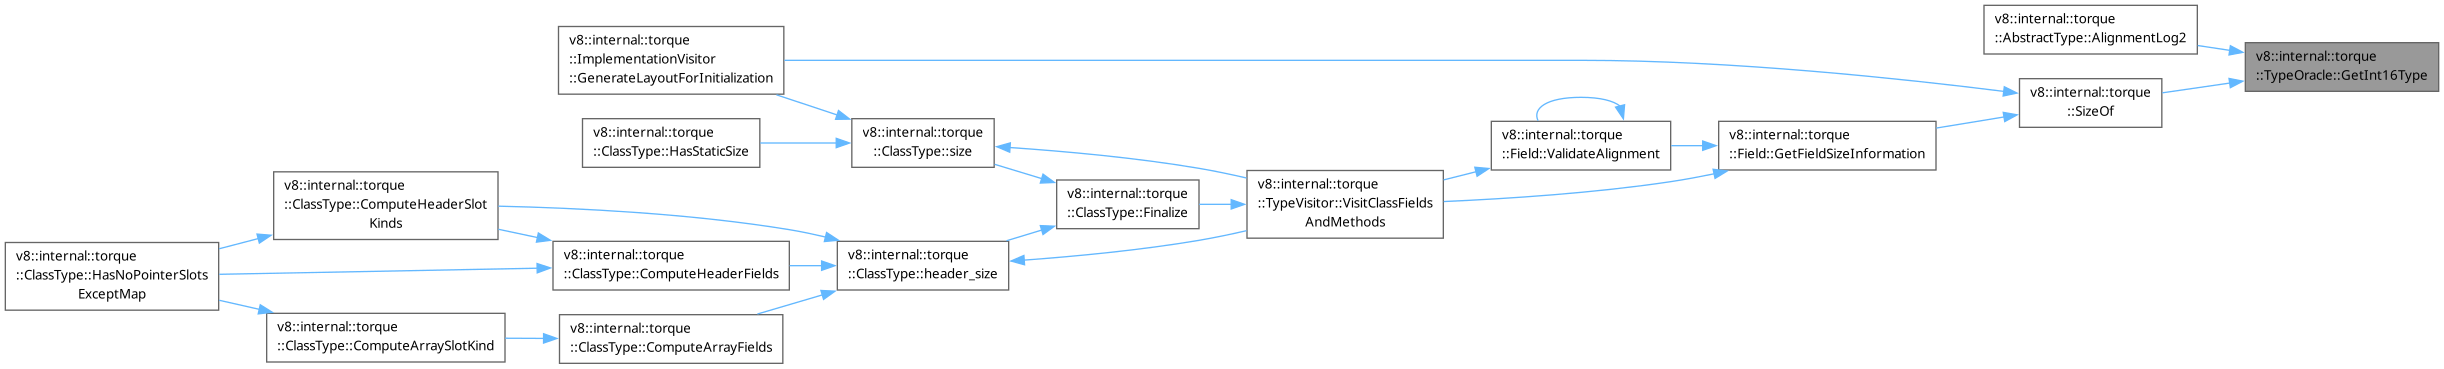 v8::internal::torque
::AbstractType::AlignmentLog2
v8::internal::torque
::ImplementationVisitor
::GenerateLayoutForInitialization
v8::internal::torque
::TypeOracle::GetInt16Type
v8::internal::torque
::SizeOf
v8::internal::torque
::ClassType::HasStaticSize
v8::internal::torque
::ClassType::size
v8::internal::torque
::Field::ValidateAlignment
v8::internal::torque
::Field::GetFieldSizeInformation
v8::internal::torque
::ClassType::ComputeHeaderSlot
Kinds
v8::internal::torque
::ClassType::Finalize
v8::internal::torque
::TypeVisitor::VisitClassFields
AndMethods
v8::internal::torque
::ClassType::HasNoPointerSlots
ExceptMap
v8::internal::torque
::ClassType::ComputeHeaderFields
v8::internal::torque
::ClassType::header_size
v8::internal::torque
::ClassType::ComputeArraySlotKind
v8::internal::torque
::ClassType::ComputeArrayFields